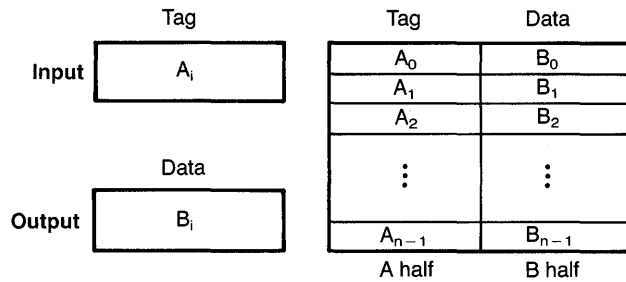 Tag
Input
A_i
Data
Output
B_i
Tag Data
A_0 B_0
A_1 B_1
A_2 B_2
⋮ ⋮
A_{n-1} B_{n-1}
A half B half